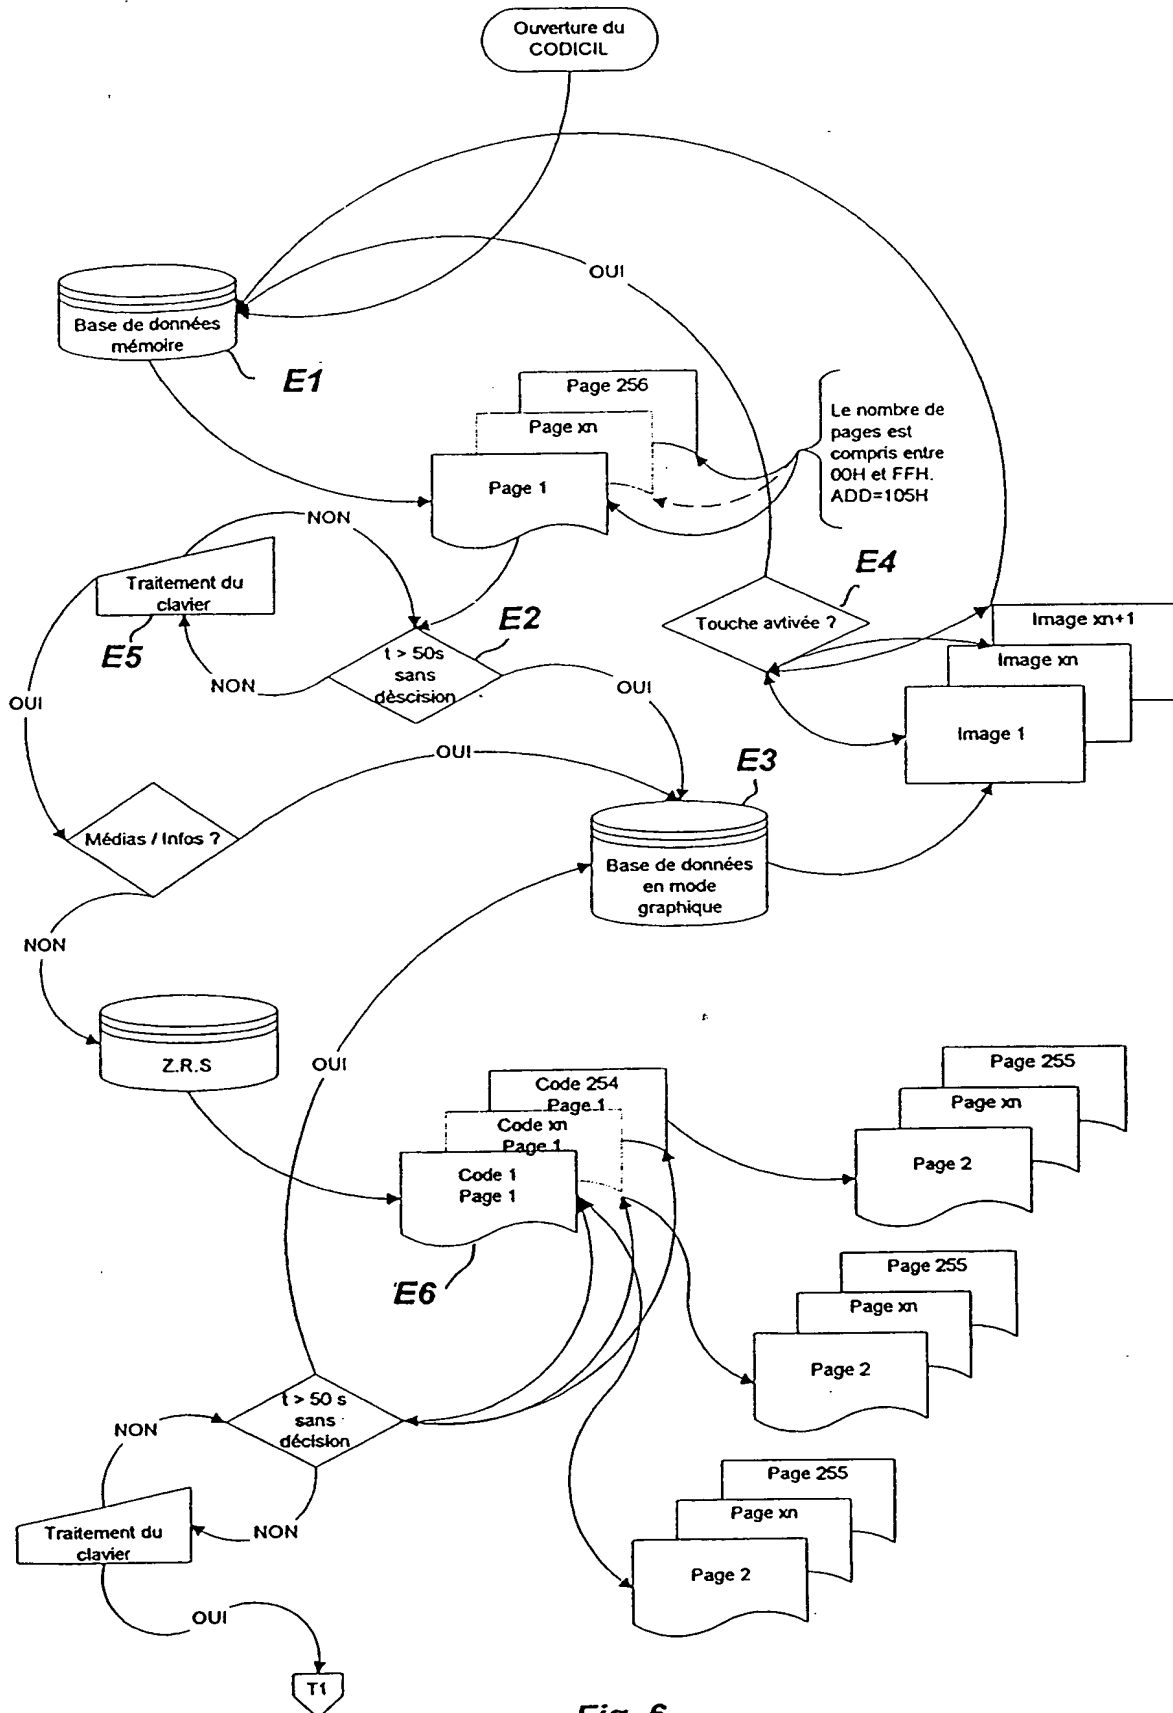 Ouverture du
CODICIL
OUI
Base de données
mémoire
E1
Page 256
Page xn
Page 1
Le nombre de
pages est
compris entre
00H et FFH.
ADD=105H
NON
Traitement du
clavier
E5
E2
t > 50s
sans
dèscision
NON
OUI
E4
Touche avtivée ?
Image xn+1
Image xn
Image 1
OUI
OUI
E3
Médias / Infos ?
Base de données
en mode
graphique
NON
Z.R.S
OUI
Code 254
Page 1
Code xn
Page 1
Code 1
Page 1
E6
Page 255
Page xn
Page 2
Page 255
Page xn
Page 2
t > 50 s
sans
décision
NON
NON
Traitement du
clavier
Page 255
Page xn
Page 2
OUI
T1
Fig. 6